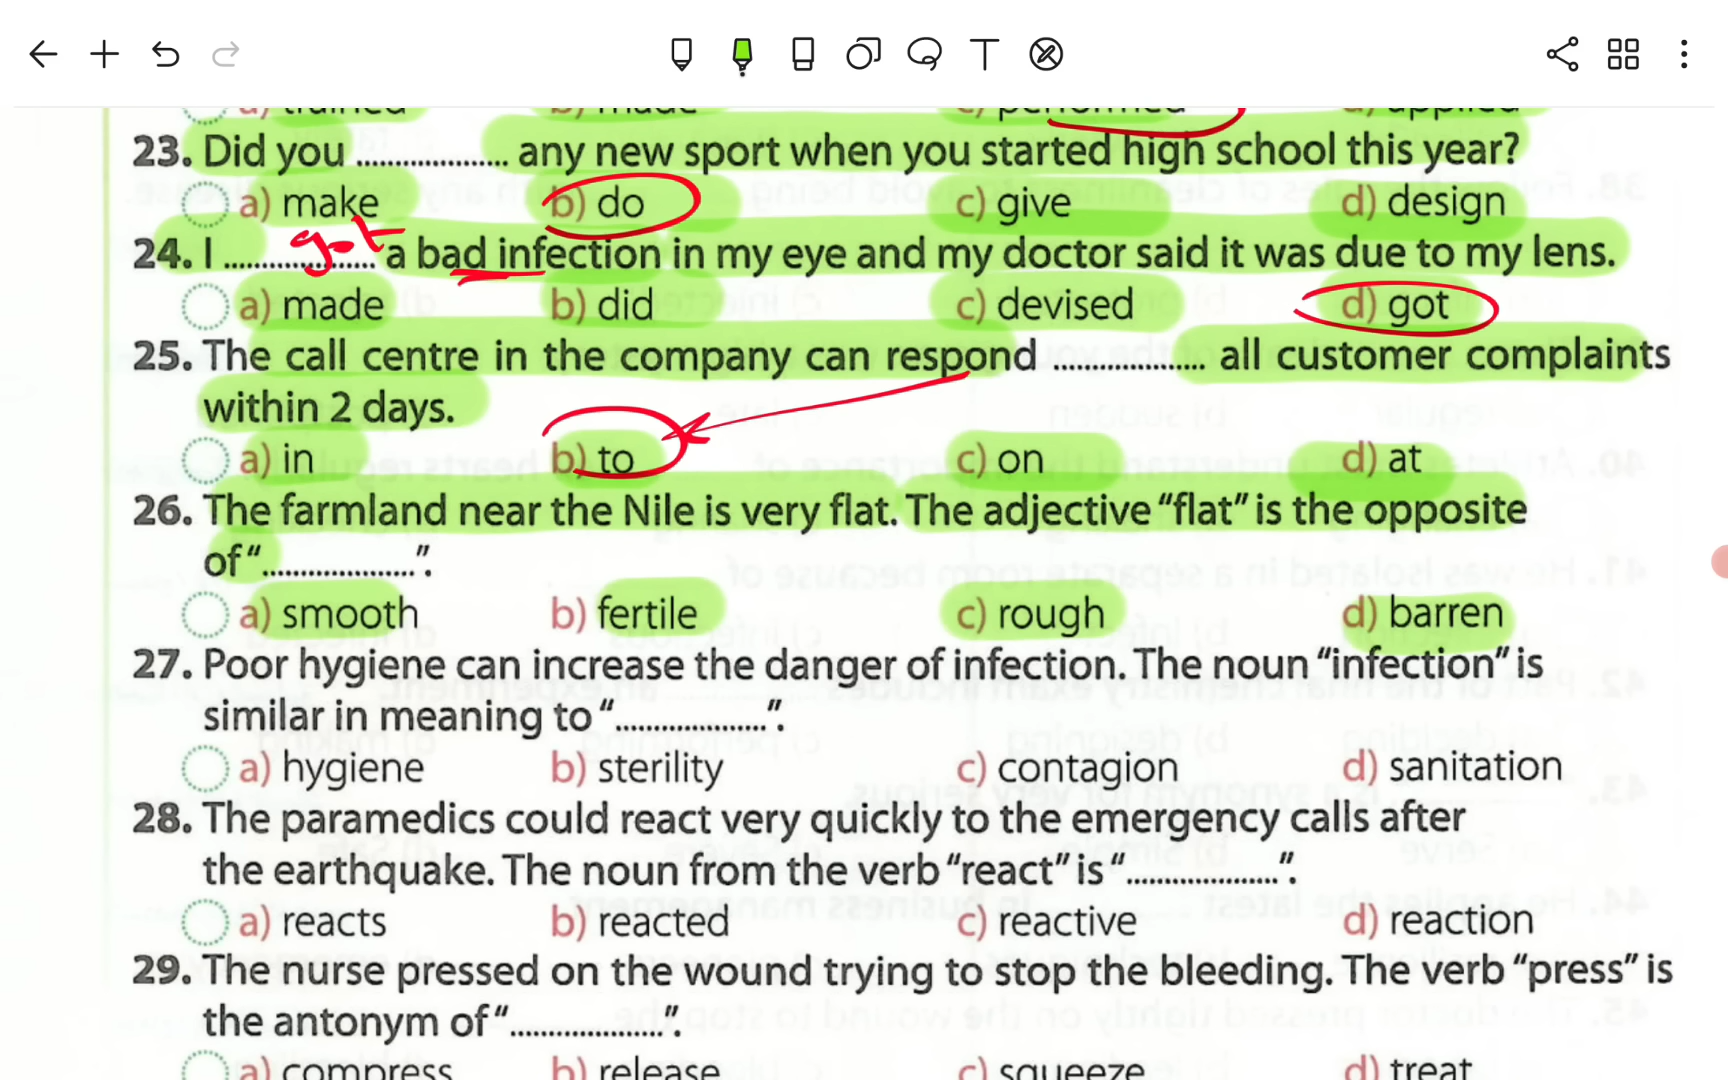 a) trained b) made c) performed d) applied
23. Did you ................... any new sport when you started high school this year?
a) make b) do c) give d) design
24. I ................... a bad infection in my eye and my doctor said it was due to my lens.
got
a) made b) did c) devised d) got
25. The call centre in the company can respond ................... all customer complaints
within 2 days.
a) in b) to c) on d) at
26. The farmland near the Nile is very flat. The adjective “flat” is the opposite
of “...................”.
a) smooth b) fertile c) rough d) barren
27. Poor hygiene can increase the danger of infection. The noun “infection” is
similar in meaning to “...................”.
a) hygiene b) sterility c) contagion d) sanitation
28. The paramedics could react very quickly to the emergency calls after
the earthquake. The noun from the verb “react” is “...................”.
a) reacts b) reacted c) reactive d) reaction
29. The nurse pressed on the wound trying to stop the bleeding. The verb “press” is
the antonym of “...................”.
a) compress b) release c) squeeze d) treat